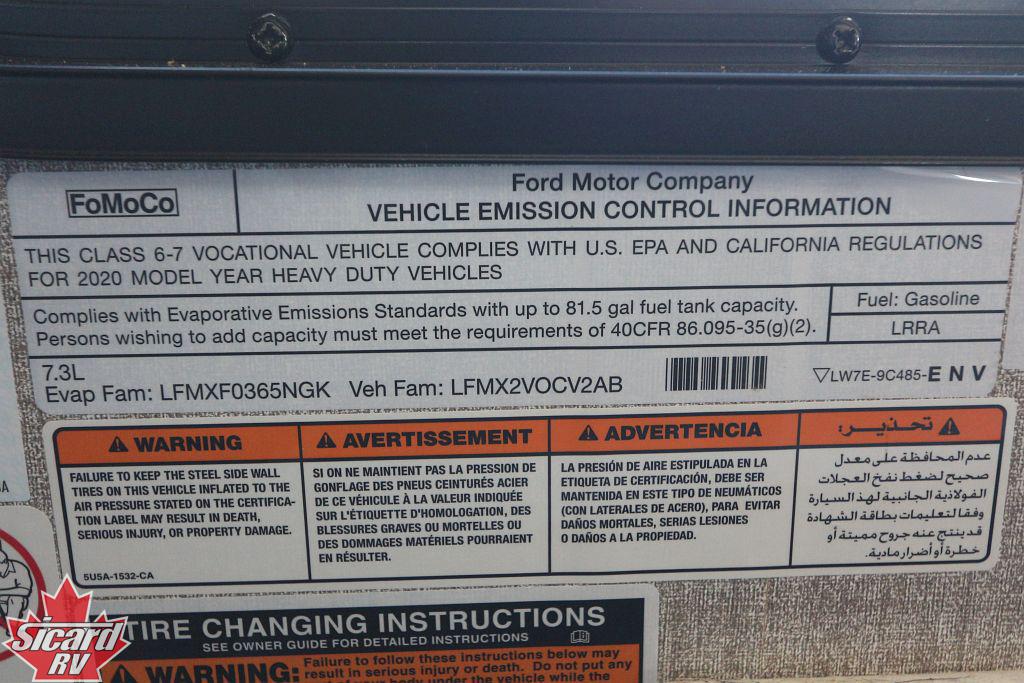 FoMoCo
Ford Motor Company
VEHICLE EMISSION CONTROL INFORMATION
THIS CLASS 6-7 VOCATIONAL VEHICLE COMPLIES WITH U.S. EPA AND CALIFORNIA REGULATIONS
FOR 2020 MODEL YEAR HEAVY DUTY VEHICLES
Complies with Evaporative Emissions Standards with up to 81.5 gal fuel tank capacity.
Persons wishing to add capacity must meet the requirements of 40CFR 86.095-35(g)(2).
Fuel: Gasoline
LRRA
7.3L
Evap Fam: LFMXF0365NGK Veh Fam: LFMX2VOCV2AB
▽LW7E-9C485-ENV
WARNING
FAILURE TO KEEP THE STEEL SIDE WALL
TIRES ON THIS VEHICLE INFLATED TO THE
AIR PRESSURE STATED ON THE CERTIFICA-
TION LABEL MAY RESULT IN DEATH,
SERIOUS INJURY, OR PROPERTY DAMAGE.
5U5A-1532-CA
AVERTISSEMENT
SI ON NE MAINTIENT PAS LA PRESSION DE
GONFLAGE DES PNEUS CEINTURÉS ACIER
DE CE VÉHICULE À LA VALEUR INDIQUÉE
SUR L'ÉTIQUETTE D'HOMOLOGATION, DES
BLESSURES GRAVES OU MORTELLES OU
DES DOMMAGES MATÉRIELS POURRAIENT
EN RÉSULTER.
ADVERTENCIA
LA PRESIÓN DE AIRE ESTIPULADA EN LA
ETIQUETA DE CERTIFICACIÓN, DEBE SER
MANTENIDA EN ESTE TIPO DE NEUMÁTICOS
(CON LATERALES DE ACERO), PARA EVITAR
DAÑOS MORTALES, SERIAS LESIONES
O DAÑOS A LA PROPIEDAD.
تحذير:
عدم المحافظة على معدل
صحيح لضغط نفخ العجلات
الفولاذية الجانبية لهذ السيارة
وفقا لتعليمات بطاقة الشهادة
قد ينتج عنه جروح مميتة أو
خطرة أو أضرار مادية.
TIRE CHANGING INSTRUCTIONS
SEE OWNER GUIDE FOR DETAILED INSTRUCTIONS
WARNING:
Failure to follow these instructions below may
result in serious injury or death. Do not put any
of your body under the vehicle while the
Sicard
RV